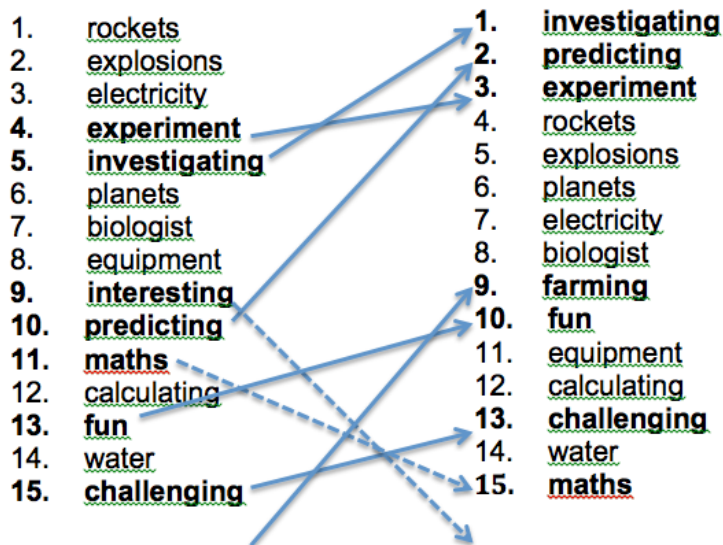 1. rockets
2. explosions
3. electricity
4. experiment
5. investigating
6. planets
7. biologist
8. equipment
9. interesting
10. predicting
11. maths
12. calculating
13. fun
14. water
15. challenging
1. investigating
2. predicting
3. experiment
4. rockets
5. explosions
6. planets
7. electricity
8. biologist
9. farming
10. fun
11. equipment
12. calculating
13. challenging
14. water
15. maths